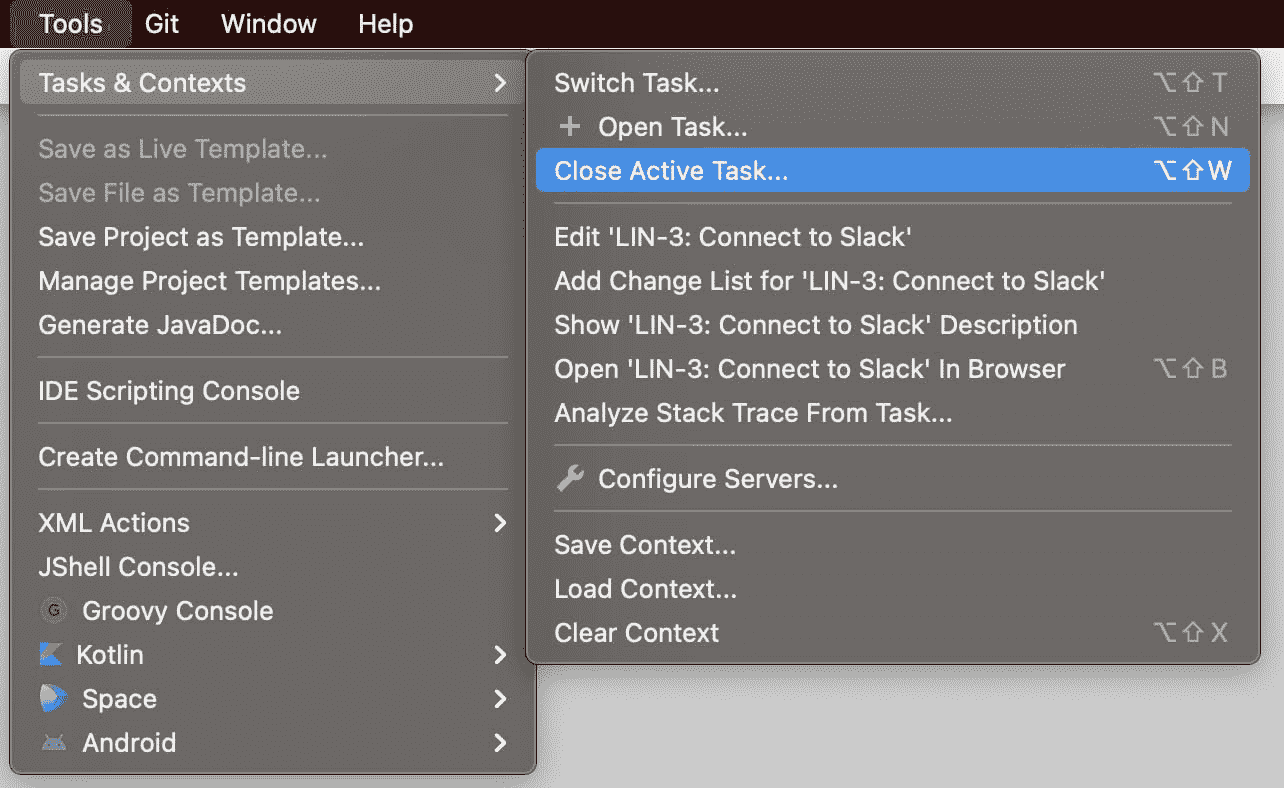 Tools Git Window Help
Tasks & Contexts
Save as Live Template...
Save File as Template...
Save Project as Template...
Manage Project Templates...
Generate JavaDoc...
IDE Scripting Console
Create Command-line Launcher...
XML Actions
JShell Console...
G Groovy Console
Kotlin
Space
Android
Switch Task... ⌥⇧T
+ Open Task... ⌥⇧N
Close Active Task... ⌥⇧W
Edit 'LIN-3: Connect to Slack'
Add Change List for 'LIN-3: Connect to Slack'
Show 'LIN-3: Connect to Slack' Description
Open 'LIN-3: Connect to Slack' In Browser ⌥⇧B
Analyze Stack Trace From Task...
Configure Servers...
Save Context...
Load Context...
Clear Context ⌥⇧X